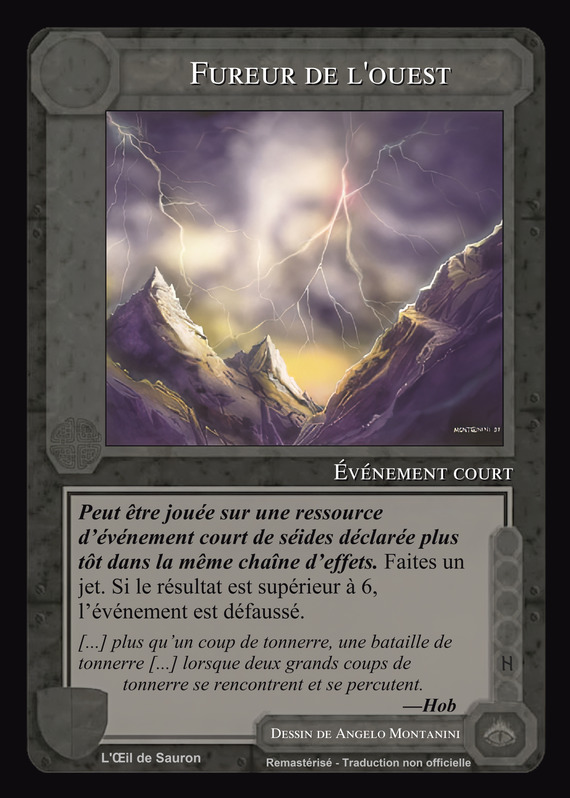 Fureur de l'ouest
MONTANINI 97
Événement court
Peut être jouée sur une ressource
d’événement court de séides déclarée plus
tôt dans la même chaîne d’effets. Faites un
jet. Si le résultat est supérieur à 6,
l’événement est défaussé.
[...] plus qu’un coup de tonnerre, une bataille de
tonnerre [...] lorsque deux grands coups de
tonnerre se rencontrent et se percutent.
—Hob
Dessin de Angelo Montanini
L'Œil de Sauron
Remastérisé - Traduction non officielle